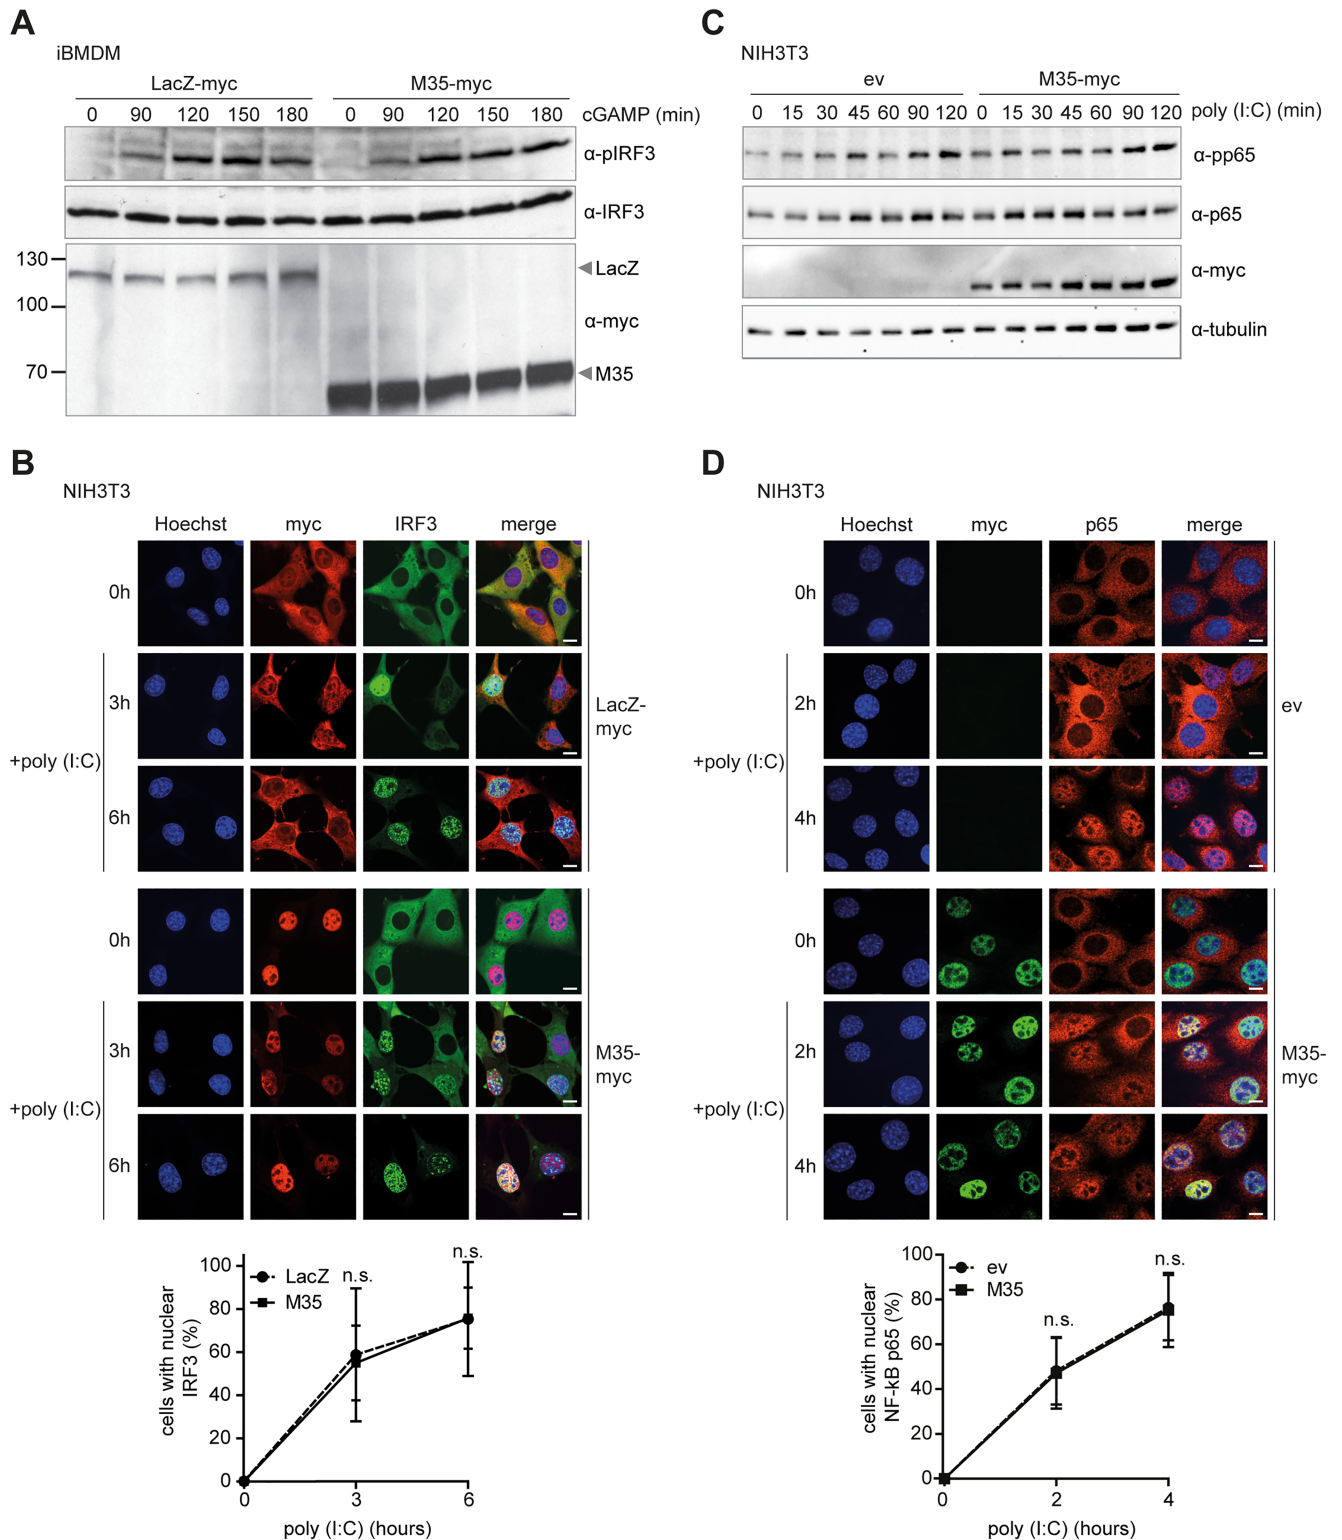 A
iBMDM
LacZ-myc M35-myc
0 90 120 150 180 0 90 120 150 180 cGAMP (min)
α-pIRF3
α-IRF3
130
LacZ
100
α-myc
70
M35
B
NIH3T3
Hoechst myc IRF3 merge
0h
3h
LacZ-
myc
+poly (I:C)
6h
0h
3h
M35-
myc
+poly (I:C)
6h
cells with nuclear
IRF3 (%)
100
80
60
40
20
0
LacZ
M35
n.s.
n.s.
0 3 6
poly (I:C) (hours)
C
NIH3T3
ev M35-myc
0 15 30 45 60 90 120 0 15 30 45 60 90 120 poly (I:C) (min)
α-pp65
α-p65
α-myc
α-tubulin
D
NIH3T3
Hoechst myc p65 merge
0h
2h
ev
+poly (I:C)
4h
0h
2h
M35-
myc
+poly (I:C)
4h
cells with nuclear
NF-kB p65 (%)
100
80
60
40
20
0
ev
M35
n.s.
n.s.
0 2 4
poly (I:C) (hours)